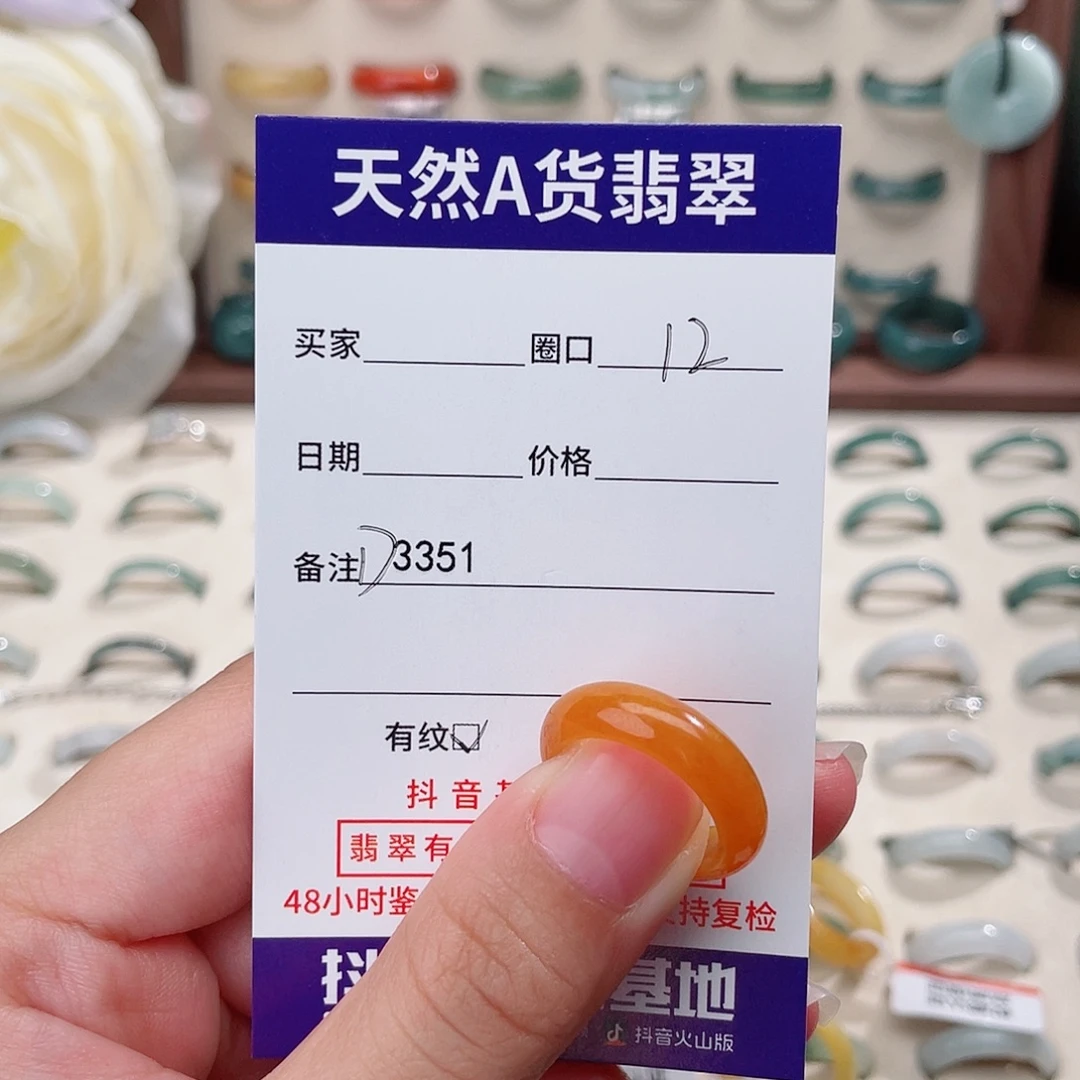 天然A货翡翠
买家 圈口 12
日期 价格
备注 D3351
有纹☑
抖音
翡翠有
48小时鉴 持复检
抖 基地
抖音火山版